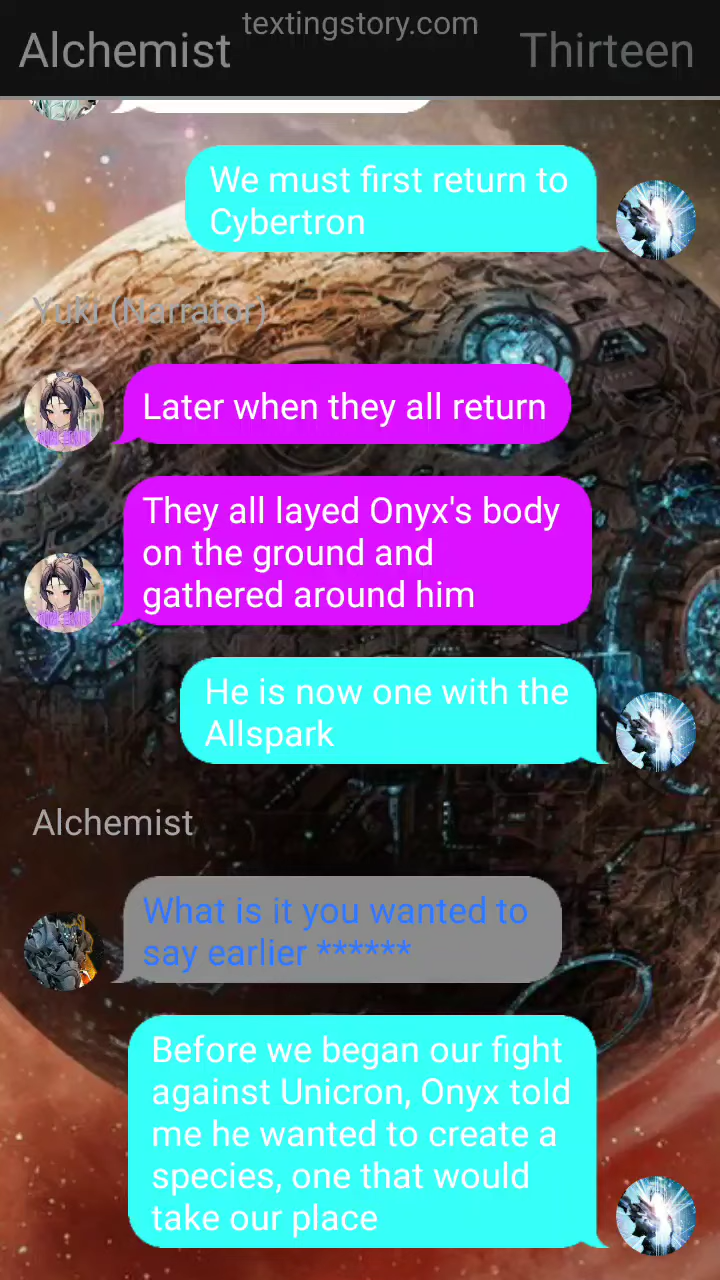 textingstory.com
Alchemist
Thirteen
We must first return to
Cybertron
Yuki (Narrator)
Later when they all return
They all layed Onyx's body
on the ground and
gathered around him
He is now one with the
Allspark
Alchemist
What is it you wanted to
say earlier ******
Before we began our fight
against Unicron, Onyx told
me he wanted to create a
species, one that would
take our place